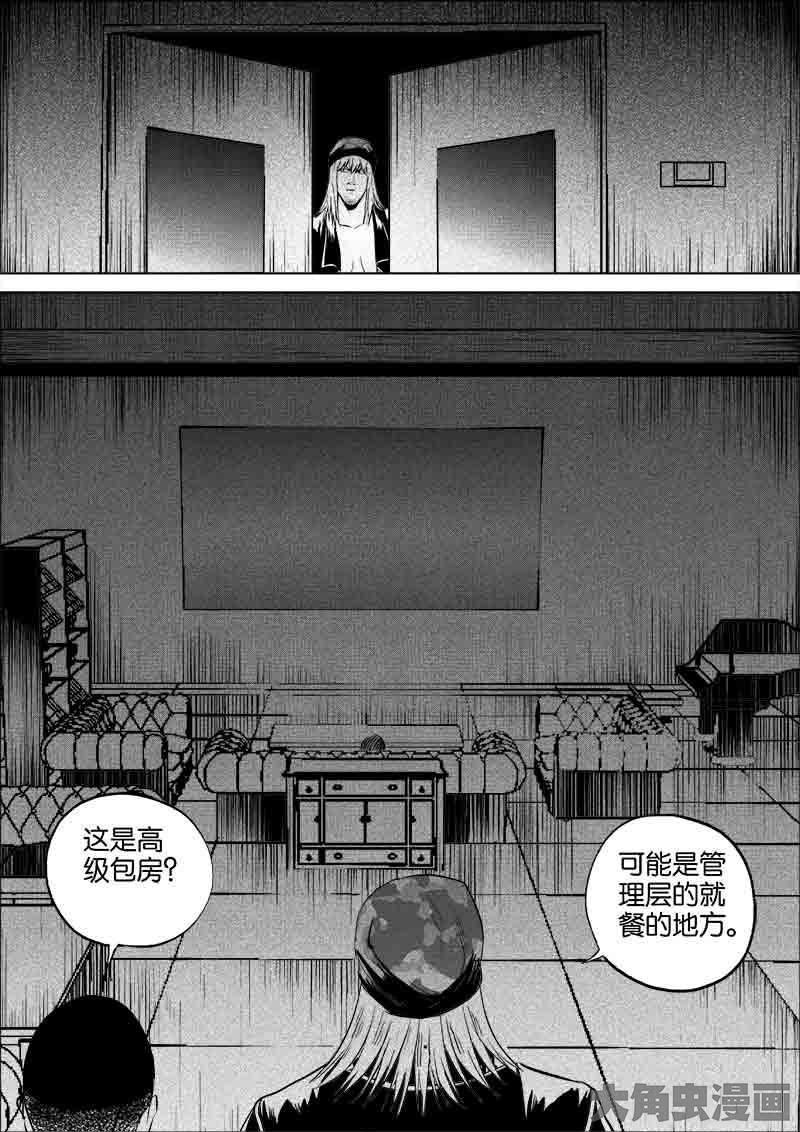 这是高
级包房？
可能是管
理层的就
餐的地方。
大角虫漫画